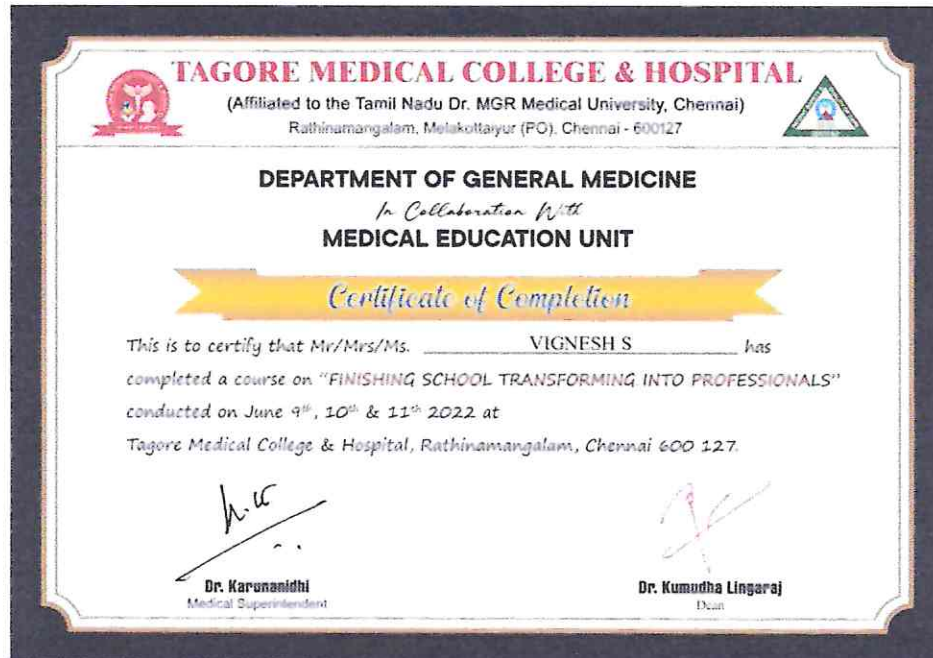 TAGORE MEDICAL COLLEGE & HOSPITAL
(Affiliated to the Tamil Nadu Dr. MGR Medical University, Chennai)
Rathinamangalam, Melakottaiyur (PO), Chennai - 600127
DEPARTMENT OF GENERAL MEDICINE
In Collaboration With
MEDICAL EDUCATION UNIT
Certificate of Completion
This is to certify that Mr/Mrs/Ms. VIGNESH S has
completed a course on "FINISHING SCHOOL TRANSFORMING INTO PROFESSIONALS"
conducted on June 9th, 10th & 11th 2022 at
Tagore Medical College & Hospital, Rathinamangalam, Chennai 600 127.
Dr. Karunanidhi
Medical Superintendent
Dr. Kumudha Lingaraj
Dean